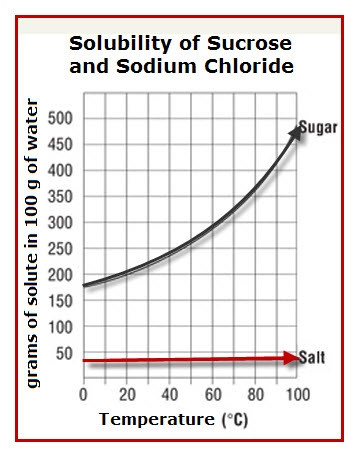 Solubility of Sucrose
and Sodium Chloride
grams of solute in 100 g of water
500
450
400
350
300
250
200
150
100
50
Sugar
Salt
0 20 40 60 80 100
Temperature (°C)